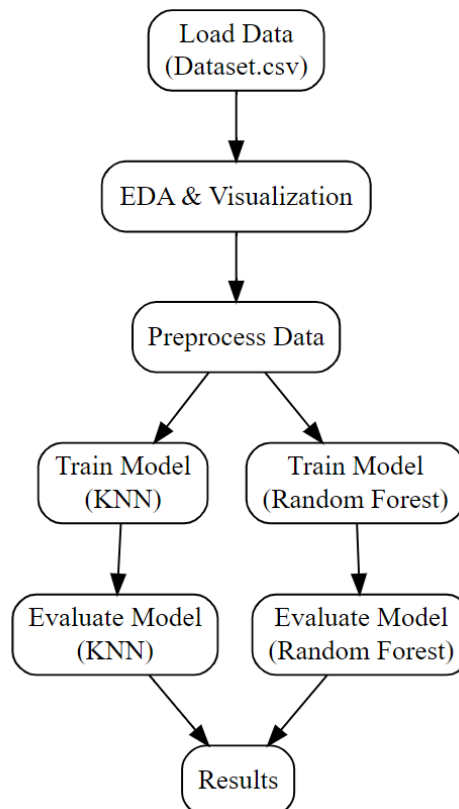 Load Data
(Dataset.csv)
EDA & Visualization
Preprocess Data
Train Model
(KNN)
Train Model
(Random Forest)
Evaluate Model
(KNN)
Evaluate Model
(Random Forest)
Results